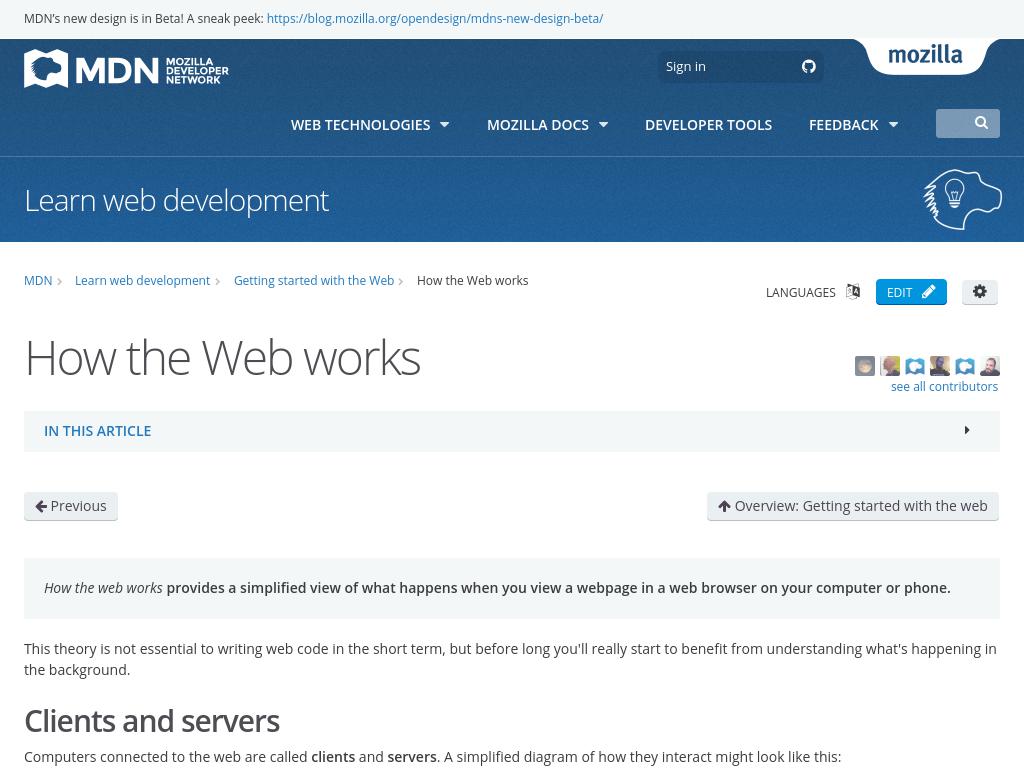 MDN's new design is in Beta! A sneak peek: https://blog.mozilla.org/opendesign/mdns-new-design-beta/
MDN MOZILLA DEVELOPER NETWORK
Sign in
mozilla
WEB TECHNOLOGIES MOZILLA DOCS DEVELOPER TOOLS FEEDBACK
Learn web development
MDN Learn web development Getting started with the Web How the Web works
LANGUAGES EDIT
How the Web works
see all contributors
IN THIS ARTICLE
Previous Overview: Getting started with the web
How the web works provides a simplified view of what happens when you view a webpage in a web browser on your computer or phone.
This theory is not essential to writing web code in the short term, but before long you'll really start to benefit from understanding what's happening in
the background.
Clients and servers
Computers connected to the web are called clients and servers. A simplified diagram of how they interact might look like this: